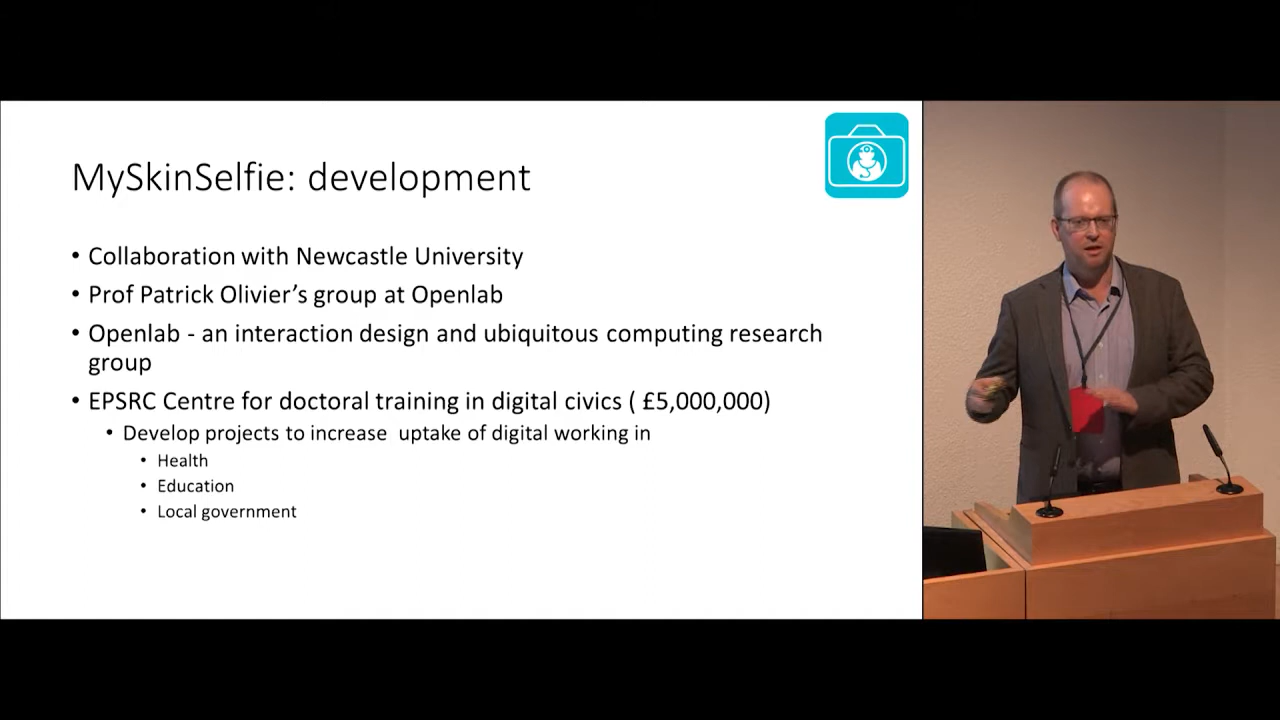 MySkinSelfie: development
• Collaboration with Newcastle University
• Prof Patrick Olivier’s group at Openlab
• Openlab - an interaction design and ubiquitous computing research
group
• EPSRC Centre for doctoral training in digital civics ( £5,000,000)
• Develop projects to increase  uptake of digital working in
• Health
• Education
• Local government